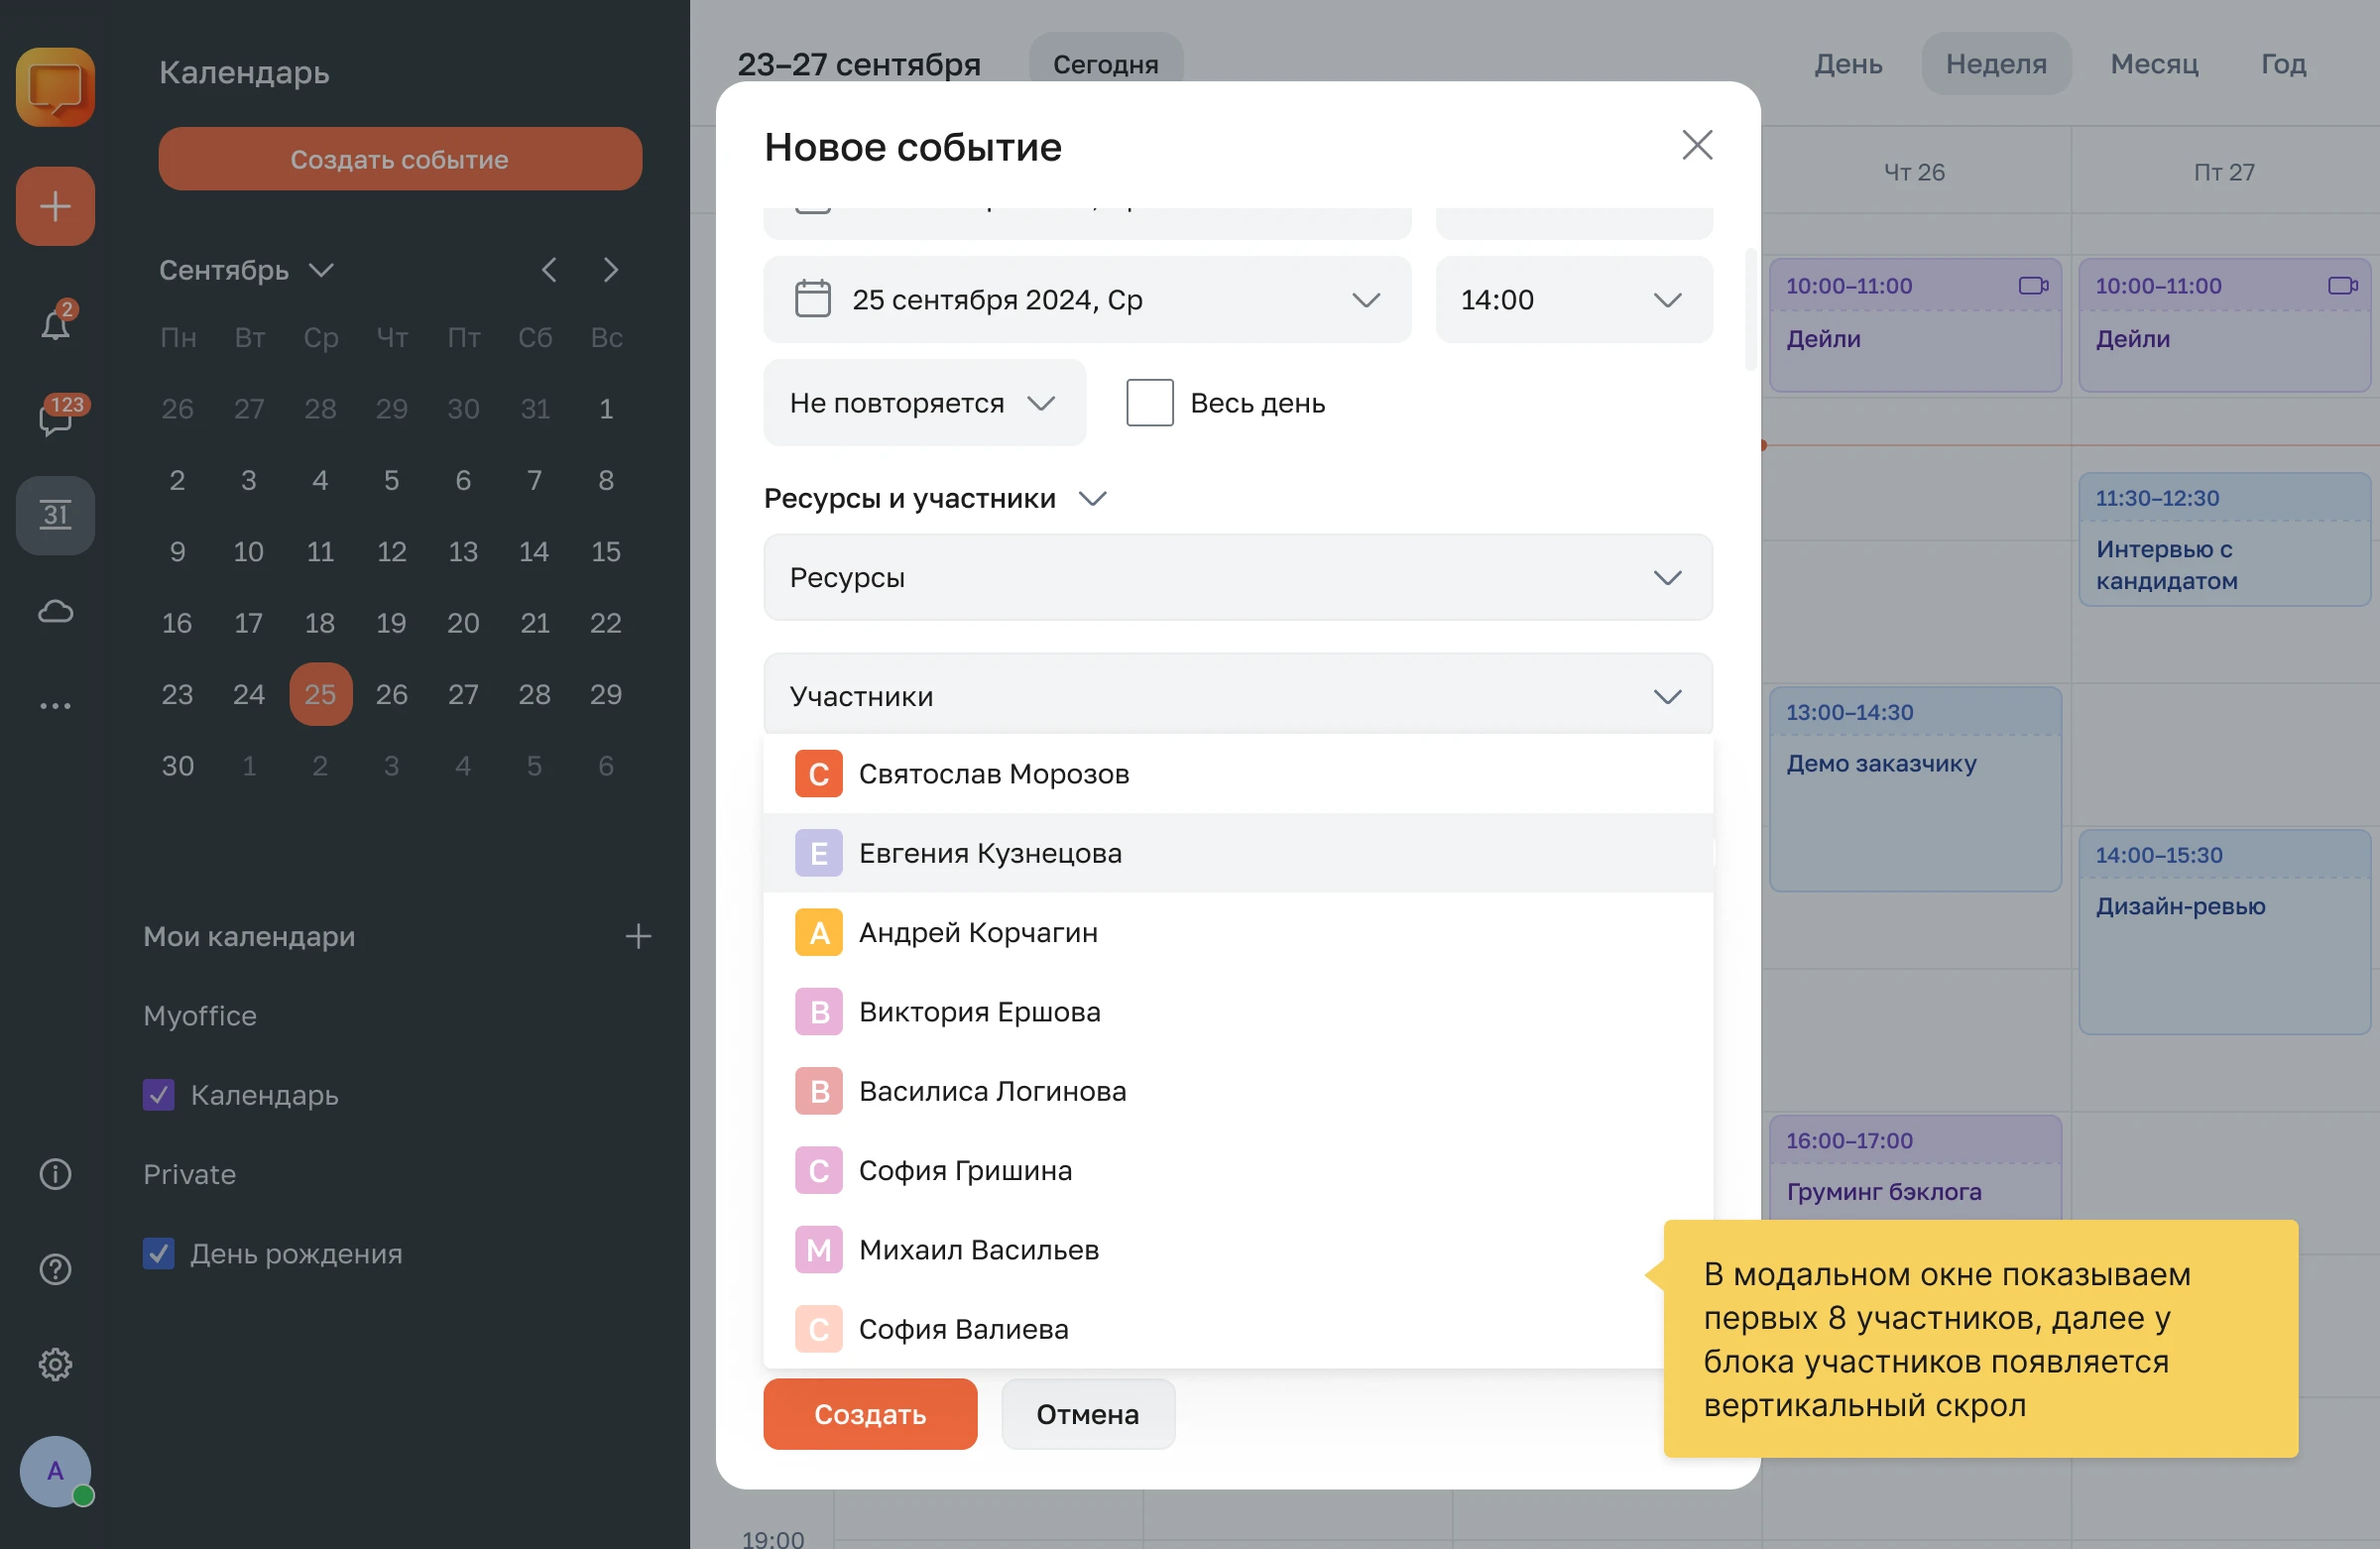 Календарь
Создать событие
Сентябрь
Пн Вт Ср Чт Пт Сб Вс
26 27 28 29 30 31 1
2 3 4 5 6 7 8
9 10 11 12 13 14 15
16 17 18 19 20 21 22
23 24 25 26 27 28 29
30 1 2 3 4 5 6
Мои календари
Myoffice
Календарь
Private
День рождения
2
123
31
А
23–27 сентября
Сегодня
День
Неделя
Месяц
Год
Новое событие
25 сентября 2024, Ср
14:00
Не повторяется
Весь день
Ресурсы и участники
Ресурсы
Участники
С Святослав Морозов
Е Евгения Кузнецова
А Андрей Корчагин
В Виктория Ершова
В Василиса Логинова
С София Гришина
М Михаил Васильев
С София Валиева
Создать
Отмена
Чт 26
Пт 27
10:00–11:00
Дейли
10:00–11:00
Дейли
11:30–12:30
Интервью с
кандидатом
13:00–14:30
Демо заказчику
14:00–15:30
Дизайн-ревью
16:00–17:00
Груминг бэклога
В модальном окне показываем
первых 8 участников, далее у
блока участников появляется
вертикальный скрол
19:00